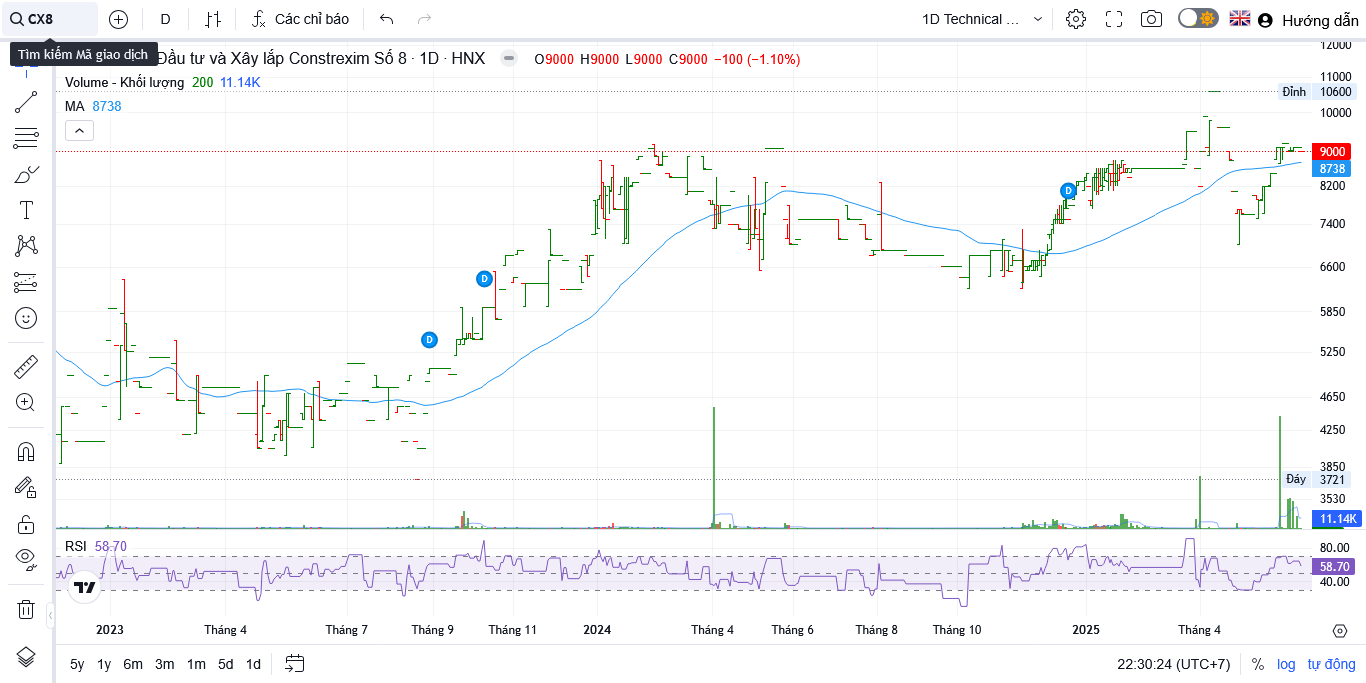 CX8
D
Các chỉ báo
1D Technical ...
Hướng dẫn
Tìm kiếm Mã giao dịch
Đầu tư và Xây lắp Constrexim Số 8 · 1D · HNX
O9000 H9000 L9000 C9000 −100 (−1.10%)
Volume - Khối lượng 200 11.14K
MA 8738
12000
11000
Đỉnh 10600
10000
9000
8738
8200
7400
6600
5850
5250
4650
4250
3850
Đáy 3721
3530
11.14K
D
D
D
RSI 58.70
80.00
58.70
40.00
2023 Tháng 4 Tháng 7 Tháng 9 Tháng 11 2024 Tháng 4 Tháng 6 Tháng 8 Tháng 10 2025 Tháng 4
5y 1y 6m 3m 1m 5d 1d
22:30:24 (UTC+7) % log tự động